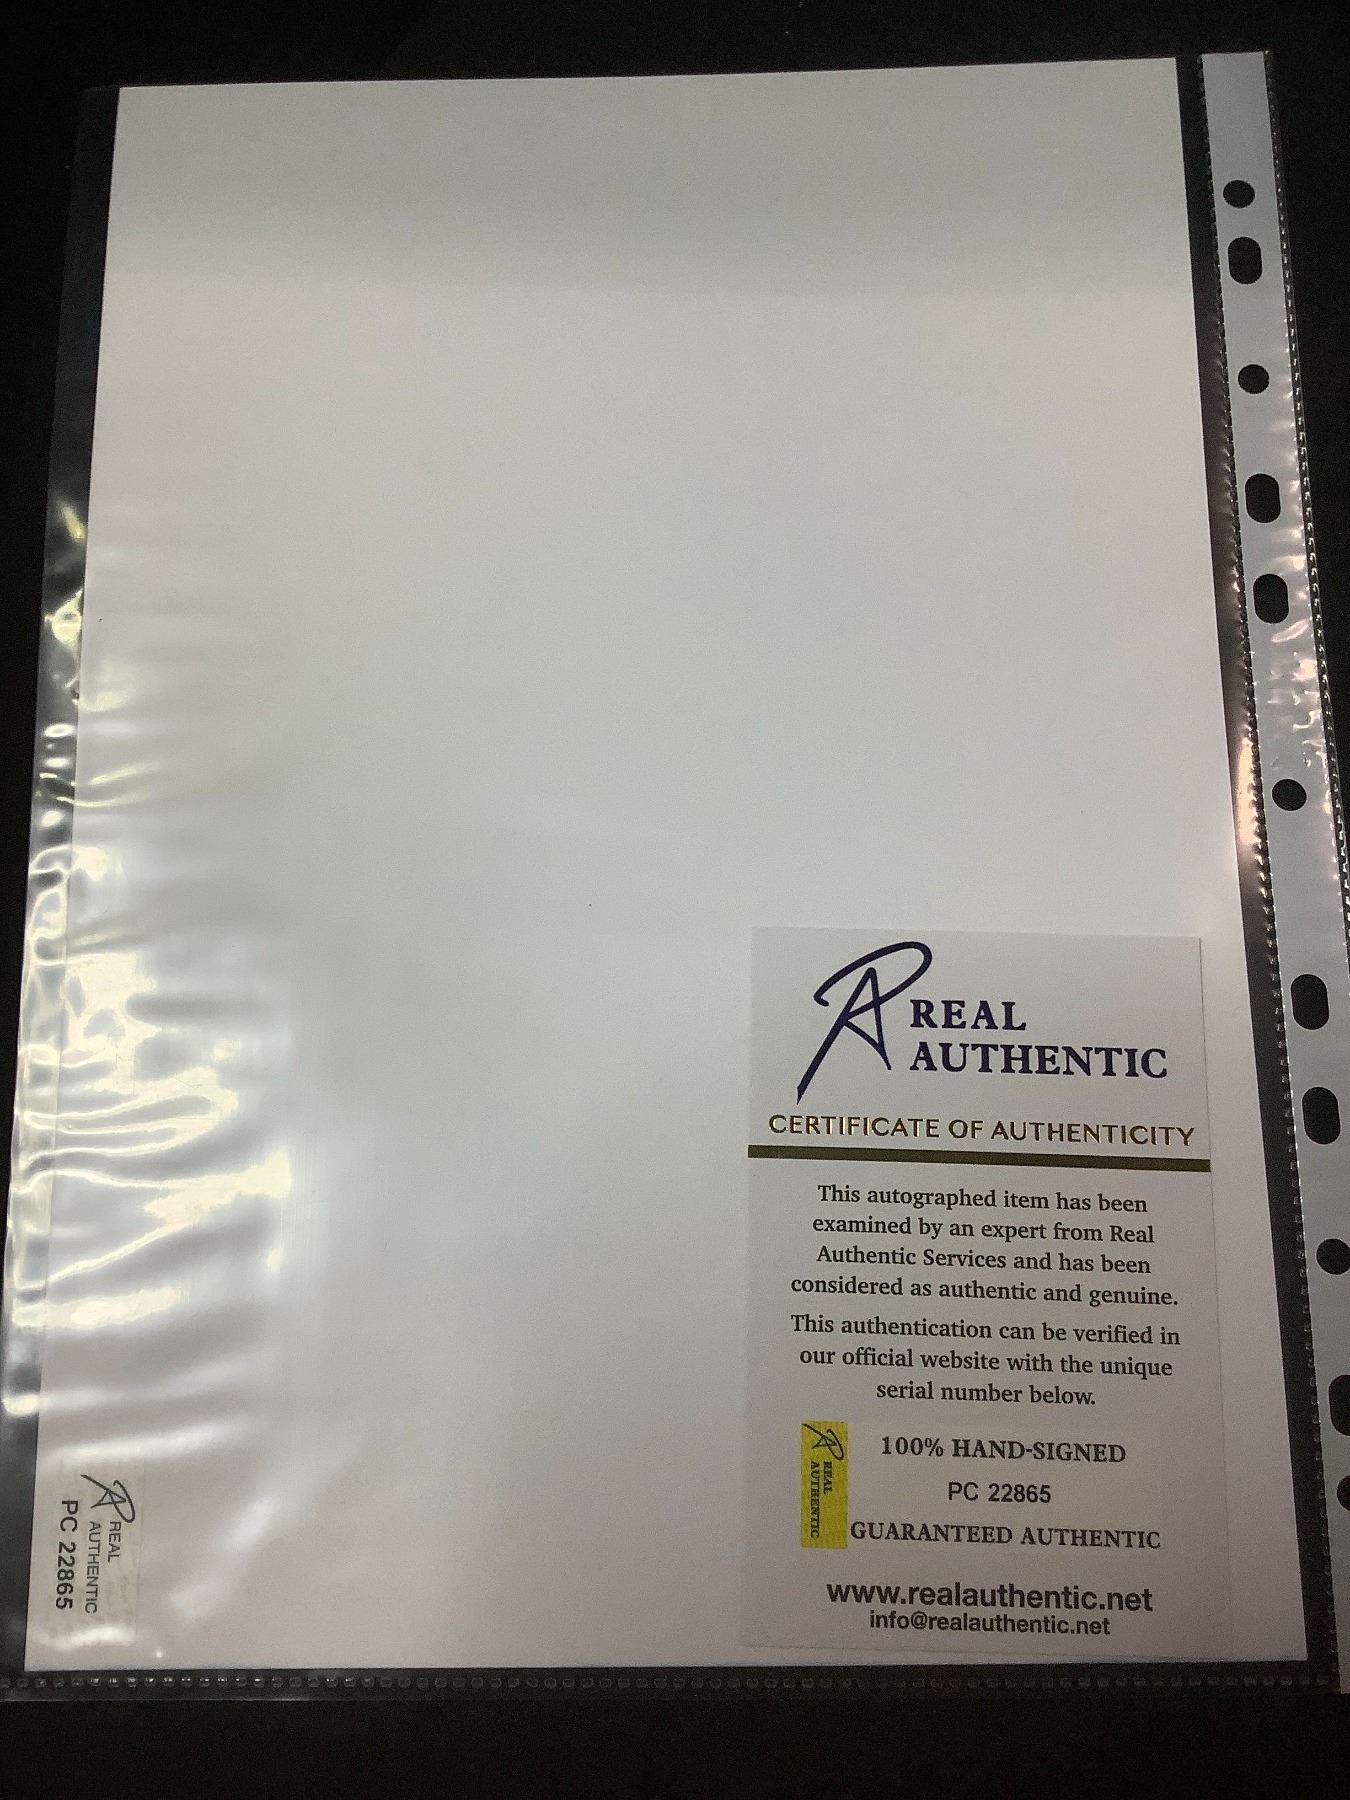 REAL
AUTHENTIC
CERTIFICATE OF AUTHENTICITY
This autographed item has been
examined by an expert from Real
Authentic Services and has been
considered as authentic and genuine.
This authentication can be verified in
our official website with the unique
serial number below.
REAL
AUTHENTIC
100% HAND-SIGNED
PC 22865
GUARANTEED AUTHENTIC
www.realauthentic.net
info@realauthentic.net
REAL
AUTHENTIC
PC 22865